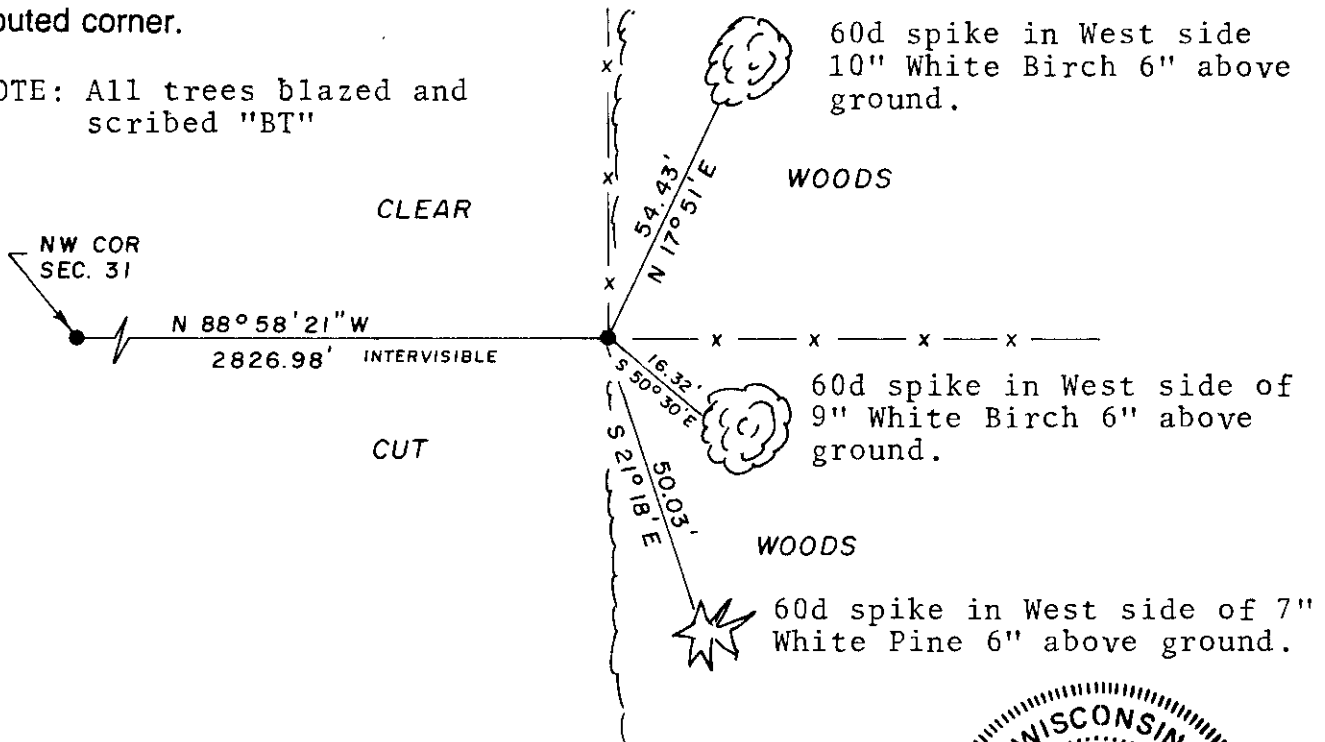 corner.
All trees blazed and
scribed "BT"
60d spike in West side
10" White Birch 6" above
ground.
WOODS
CLEAR
54.43'
N 17° 51' E
NW COR
SEC. 31
N 88° 58' 21" W
2826.98' INTERVISIBLE
x x x x
x
x
x
16.32'
S 50° 30' E
60d spike in West side of
9" White Birch 6" above
ground.
CUT
50.03'
S 21° 18' E
WOODS
60d spike in West side of 7"
White Pine 6" above ground.
WISCONSIN